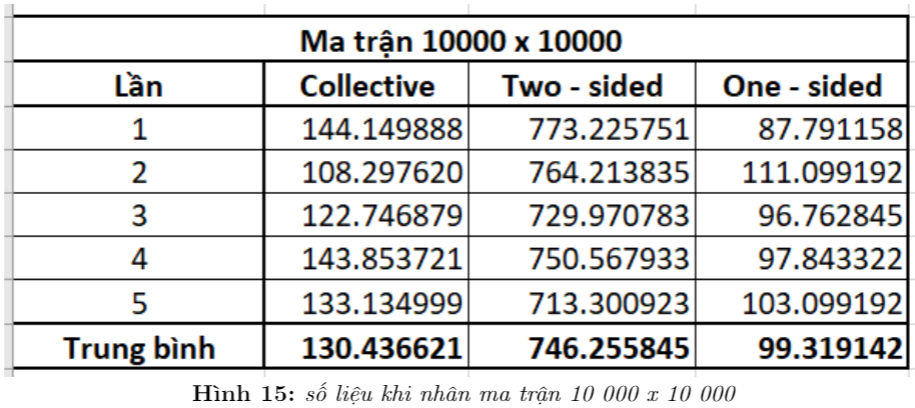 Ma trận 10000 x 10000
Lần Collective Two - sided One - sided
1 144.149888 773.225751 87.791158
2 108.297620 764.213835 111.099192
3 122.746879 729.970783 96.762845
4 143.853721 750.567933 97.843322
5 133.134999 713.300923 103.099192
Trung bình 130.436621 746.255845 99.319142
Hình 15: số liệu khi nhân ma trận 10 000 x 10 000